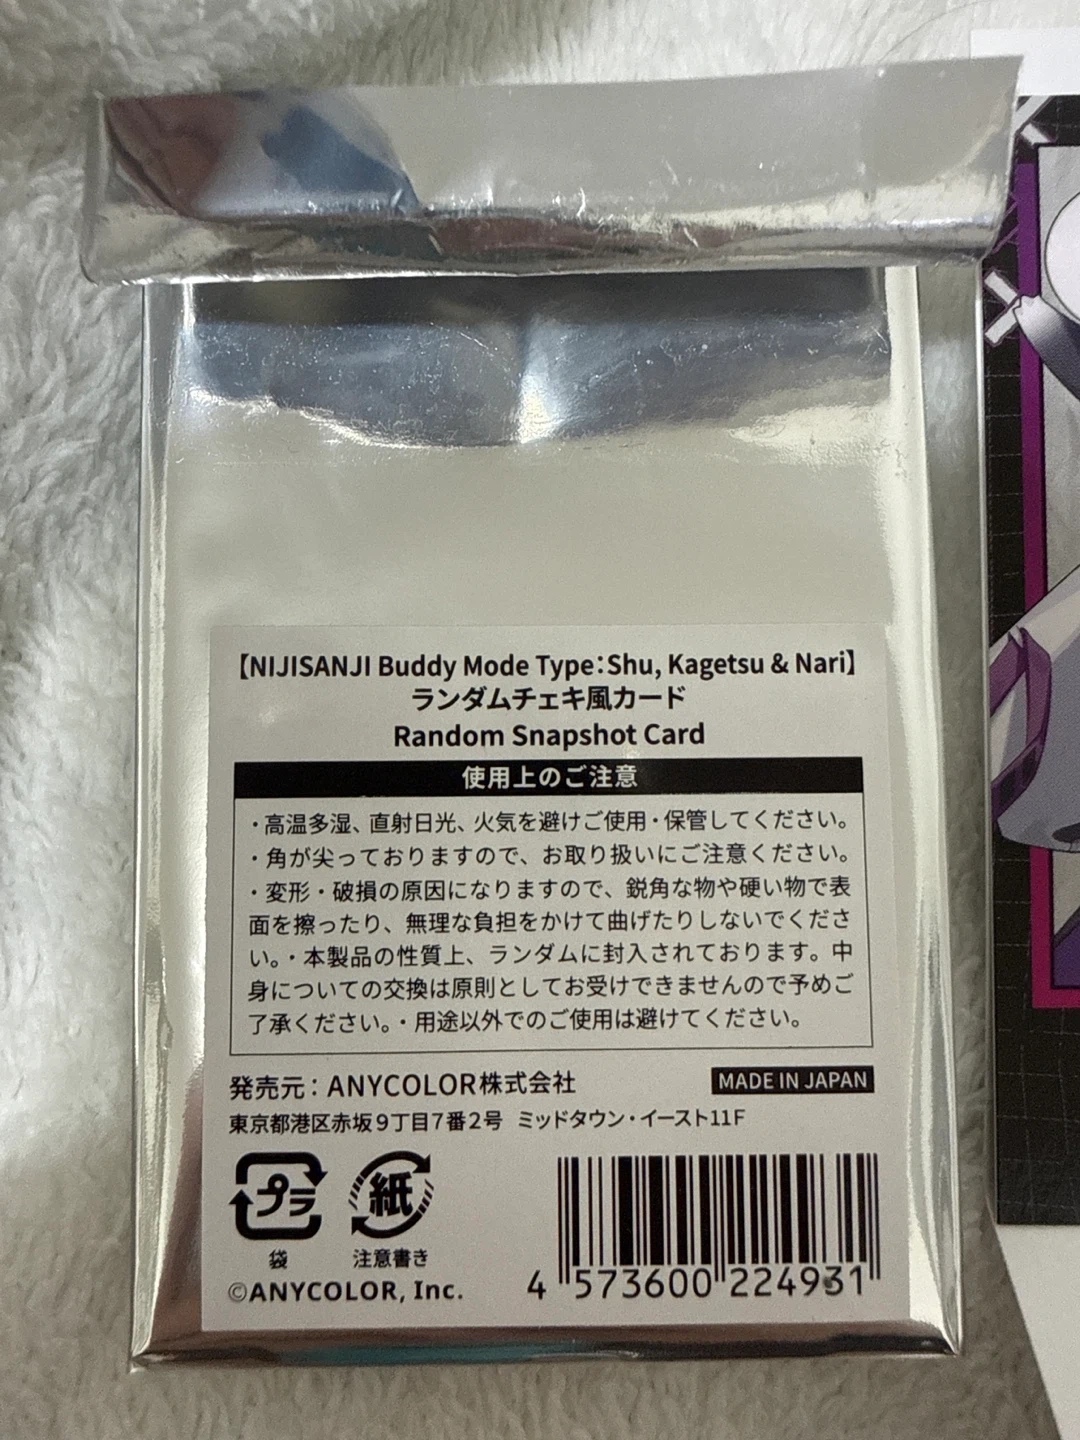 【NIJISANJI Buddy Mode Type：Shu, Kagetsu & Nari】
ランダムチェキ風カード
Random Snapshot Card
使用上のご注意
・高温多湿、直射日光、火気を避けご使用・保管してください。
・角が尖っておりますので、お取り扱いにご注意ください。
・変形・破損の原因になりますので、鋭角な物や硬い物で表
面を擦ったり、無理な負担をかけて曲げたりしないでくださ
い。・本製品の性質上、ランダムに封入されております。中
身についての交換は原則としてお受けできませんので予めご
了承ください。・用途以外でのご使用は避けてください。
発売元：ANYCOLOR株式会社
MADE IN JAPAN
東京都港区赤坂9丁目7番2号 ミッドタウン・イースト11F
プラ
紙
袋
注意書き
©ANYCOLOR, Inc.
4 573600 224931